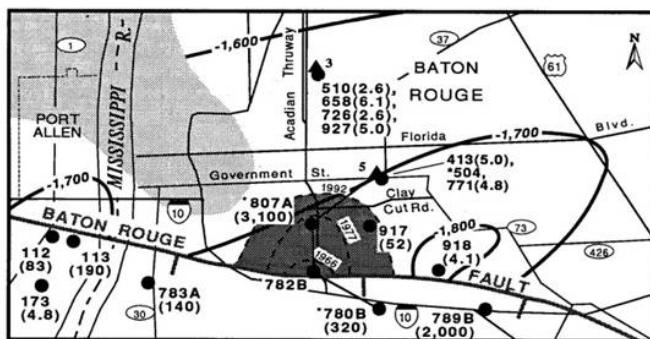 -1,600
37
61
N
1
MISSISSIPPI - R.
Acadian Thruway
3
510(2.6),
658(6.1)
726(2.6),
927(5.0)
BATON
ROUGE
PORT
ALLEN
Florida
Blvd.
-1,700
Government St.
5
413(5.0),
*504,
771(4.8)
-1,700
1992
Clay
Cut Rd.
10
*807A
(3,100)
1977
917
(52)
-1,800
918
(4.1)
73
426
BATON ROUGE
FAULT
112
(83)
113
(190)
1966
782B
173
(4.8)
783A
(140)
30
*780B
(320)
10
789B
(2,000)